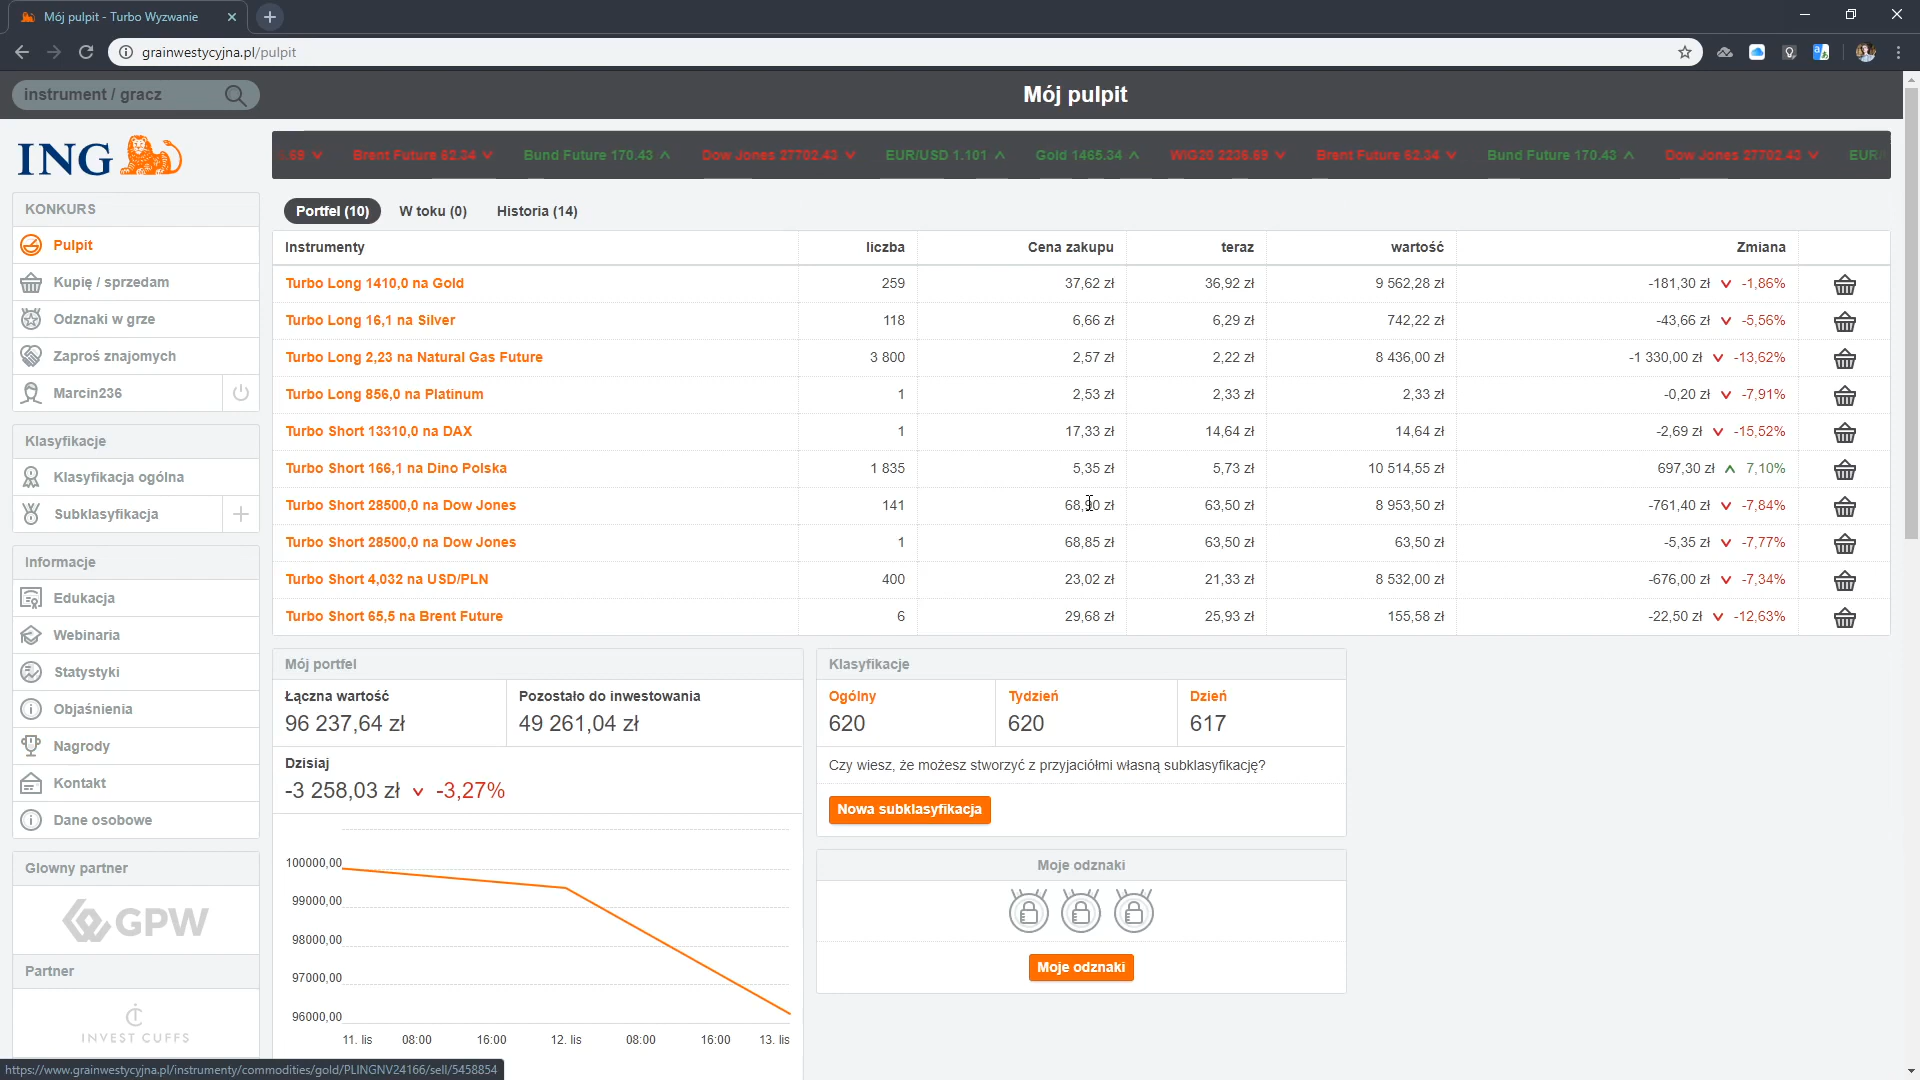 Mój pulpit - Turbo Wyzwanie
grainwestycyjna.pl/pulpit
instrument / gracz
Mój pulpit
ING
.69 Brent Future 62.34 Bund Future 170.43 Dow Jones 27702.43 EUR/USD 1.101 Gold 1465.34 WIG20 2236.69 Brent Future 62.34 Bund Future 170.43 Dow Jones 27702.43 EUR/
KONKURS
Pulpit
Kupię / sprzedam
Odznaki w grze
Zaproś znajomych
Marcin236
Klasyfikacje
Klasyfikacja ogólna
Subklasyfikacja
Informacje
Edukacja
Webinaria
Statystyki
Objaśnienia
Nagrody
Kontakt
Dane osobowe
Glowny partner
GPW
Partner
INVEST CUFFS
Portfel (10) W toku (0) Historia (14)
Instrumenty liczba Cena zakupu teraz wartość Zmiana
Turbo Long 1410,0 na Gold 259 37,62 zł 36,92 zł 9 562,28 zł -181,30 zł -1,86%
Turbo Long 16,1 na Silver 118 6,66 zł 6,29 zł 742,22 zł -43,66 zł -5,56%
Turbo Long 2,23 na Natural Gas Future 3 800 2,57 zł 2,22 zł 8 436,00 zł -1 330,00 zł -13,62%
Turbo Long 856,0 na Platinum 1 2,53 zł 2,33 zł 2,33 zł -0,20 zł -7,91%
Turbo Short 13310,0 na DAX 1 17,33 zł 14,64 zł 14,64 zł -2,69 zł -15,52%
Turbo Short 166,1 na Dino Polska 1 835 5,35 zł 5,73 zł 10 514,55 zł 697,30 zł 7,10%
Turbo Short 28500,0 na Dow Jones 141 68,90 zł 63,50 zł 8 953,50 zł -761,40 zł -7,84%
Turbo Short 28500,0 na Dow Jones 1 68,85 zł 63,50 zł 63,50 zł -5,35 zł -7,77%
Turbo Short 4,032 na USD/PLN 400 23,02 zł 21,33 zł 8 532,00 zł -676,00 zł -7,34%
Turbo Short 65,5 na Brent Future 6 29,68 zł 25,93 zł 155,58 zł -22,50 zł -12,63%
Mój portfel
Łączna wartość Pozostało do inwestowania
96 237,64 zł 49 261,04 zł
Dzisiaj
-3 258,03 zł -3,27%
100000,00
99000,00
98000,00
97000,00
96000,00
11. lis 08:00 16:00 12. lis 08:00 16:00 13. lis
Klasyfikacje
Ogólny Tydzień Dzień
620 620 617
Czy wiesz, że możesz stworzyć z przyjaciółmi własną subklasyfikację?
Nowa subklasyfikacja
Moje odznaki
Moje odznaki
https://www.grainwestycyjna.pl/instrumenty/commodities/gold/PLINGNV24166/sell/5458854